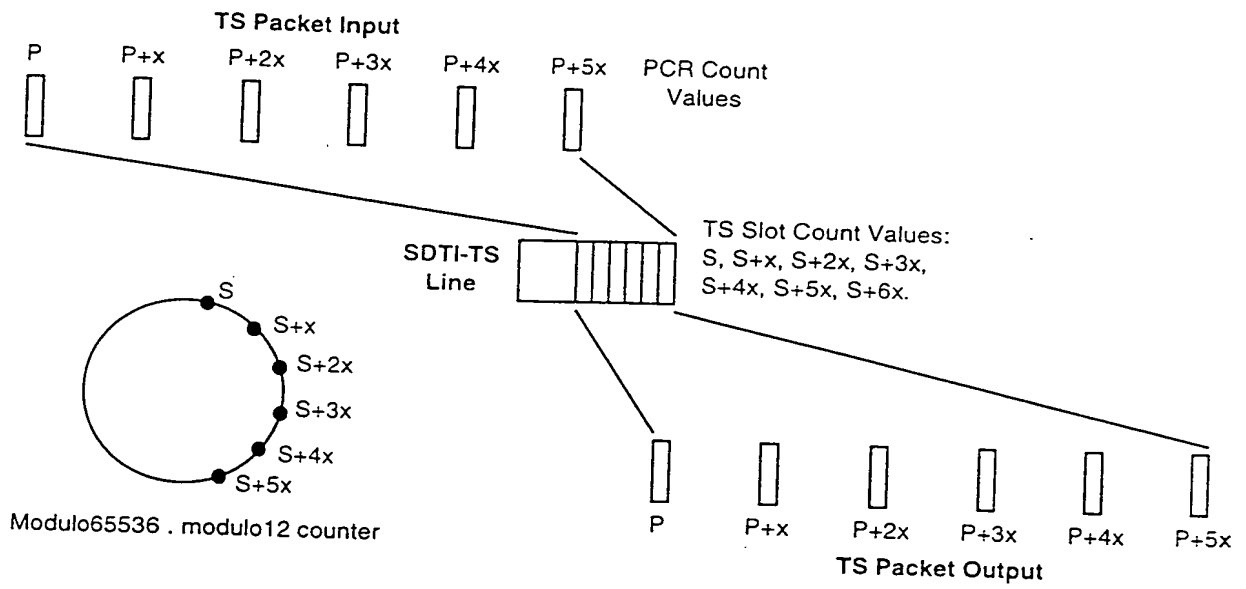 TS Packet Input
P P+x P+2x P+3x P+4x P+5x PCR Count
Values
SDTI-TS
Line
TS Slot Count Values:
S, S+x, S+2x, S+3x,
S+4x, S+5x, S+6x.
S
S+x
S+2x
S+3x
S+4x
S+5x
Modulo65536 . modulo12 counter
P P+x P+2x P+3x P+4x P+5x
TS Packet Output